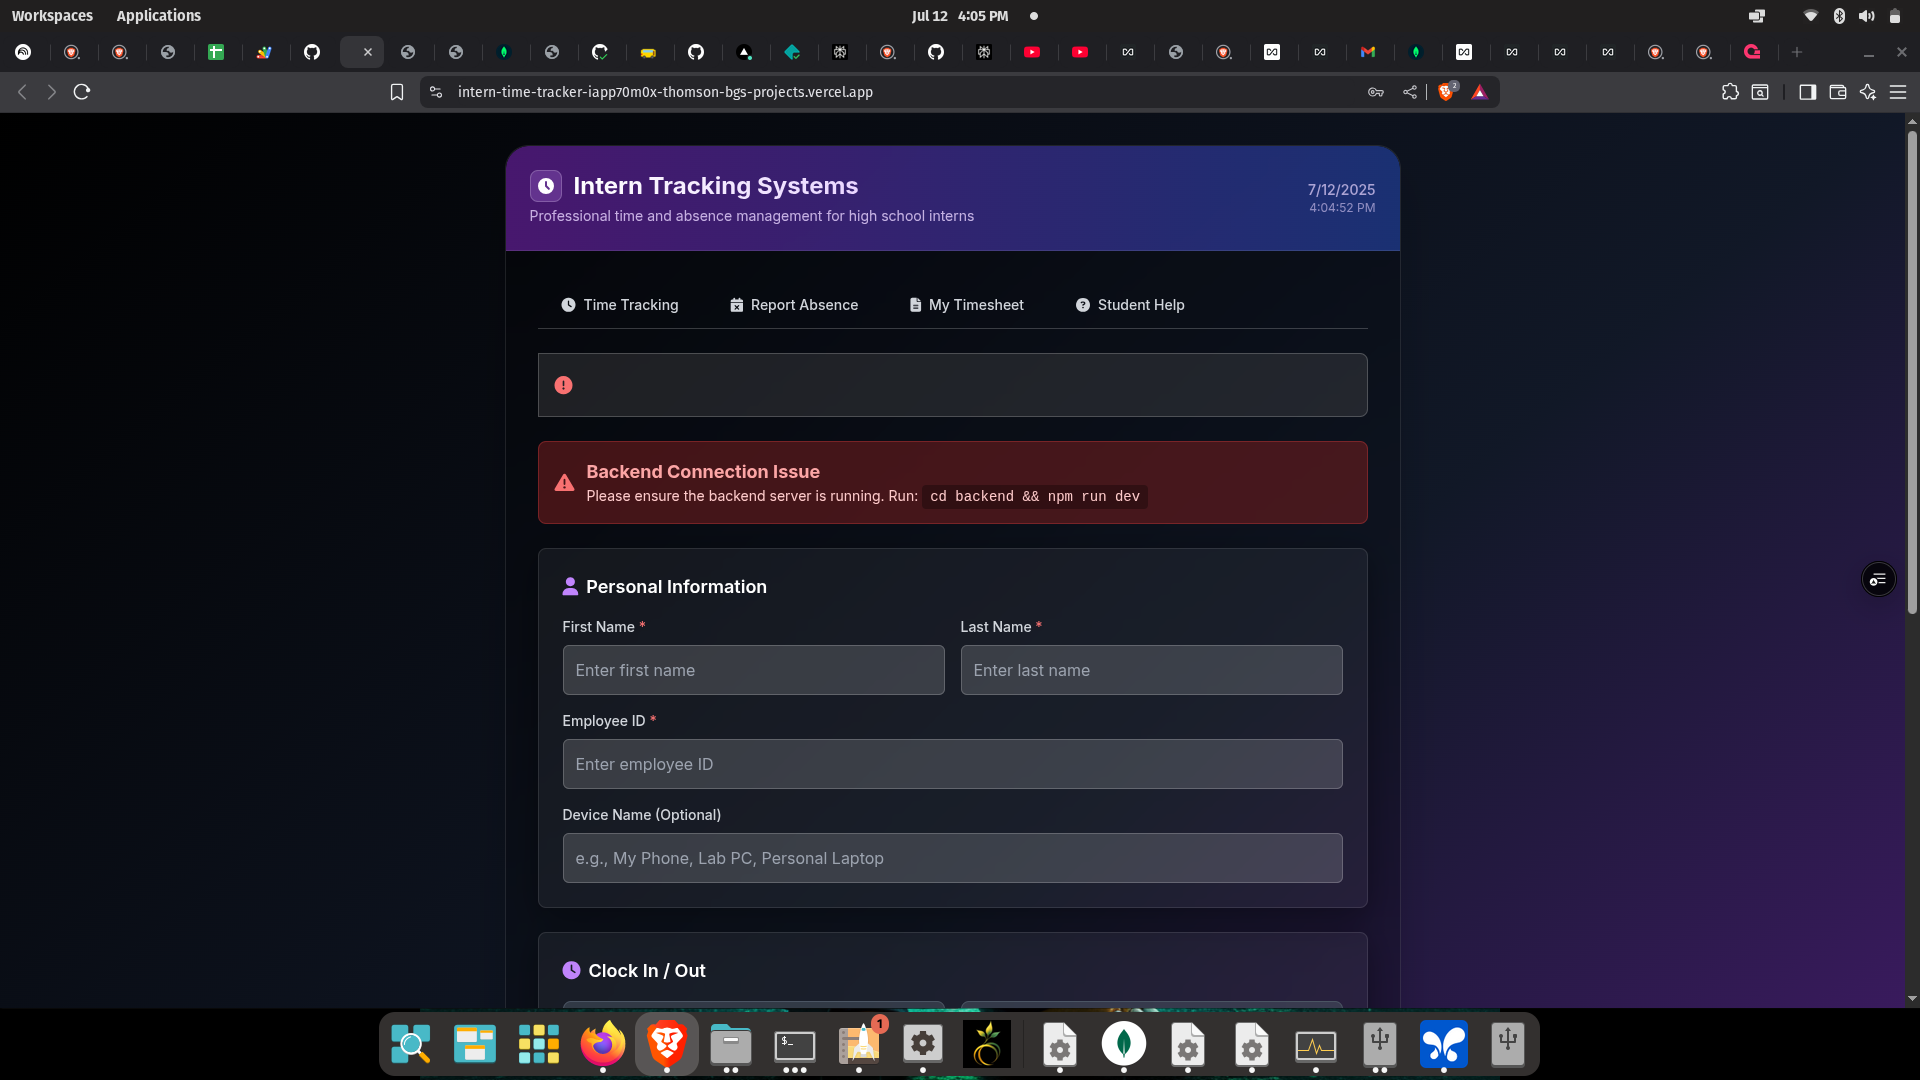 Workspaces Applications Jul 12 4:05 PM
intern-time-tracker-iapp70m0x-thomson-bgs-projects.vercel.app 2
Intern Tracking Systems
Professional time and absence management for high school interns
7/12/2025
4:04:52 PM
Time Tracking Report Absence My Timesheet Student Help
Backend Connection Issue
Please ensure the backend server is running. Run: cd backend && npm run dev
Personal Information
First Name * Last Name *
Enter first name Enter last name
Employee ID *
Enter employee ID
Device Name (Optional)
e.g., My Phone, Lab PC, Personal Laptop
Clock In / Out
$_ 1